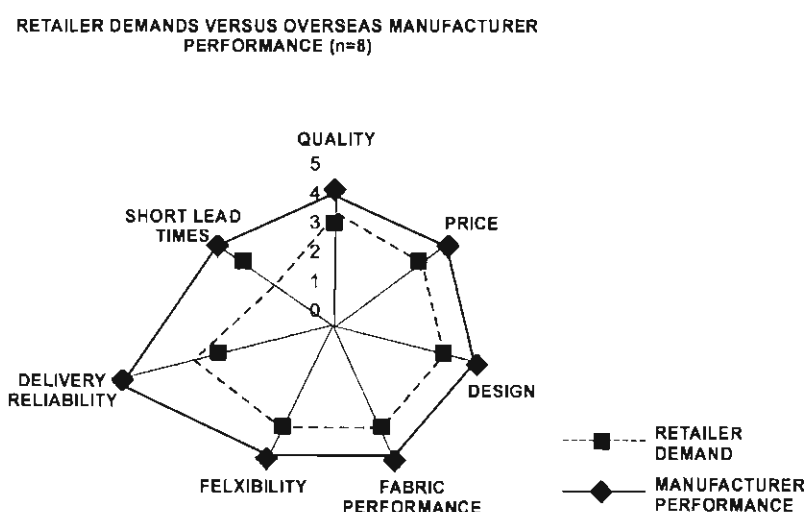 RETAILER DEMANDS VERSUS OVERSEAS MANUFACTURER
PERFORMANCE (n=8)
QUALITY
5
4
3
2
1
0
SHORT LEAD
TIMES
PRICE
DELIVERY
RELIABILITY
DESIGN
FELXIBILITY
FABRIC
PERFORMANCE
RETAILER
DEMAND
MANUFACTURER
PERFORMANCE